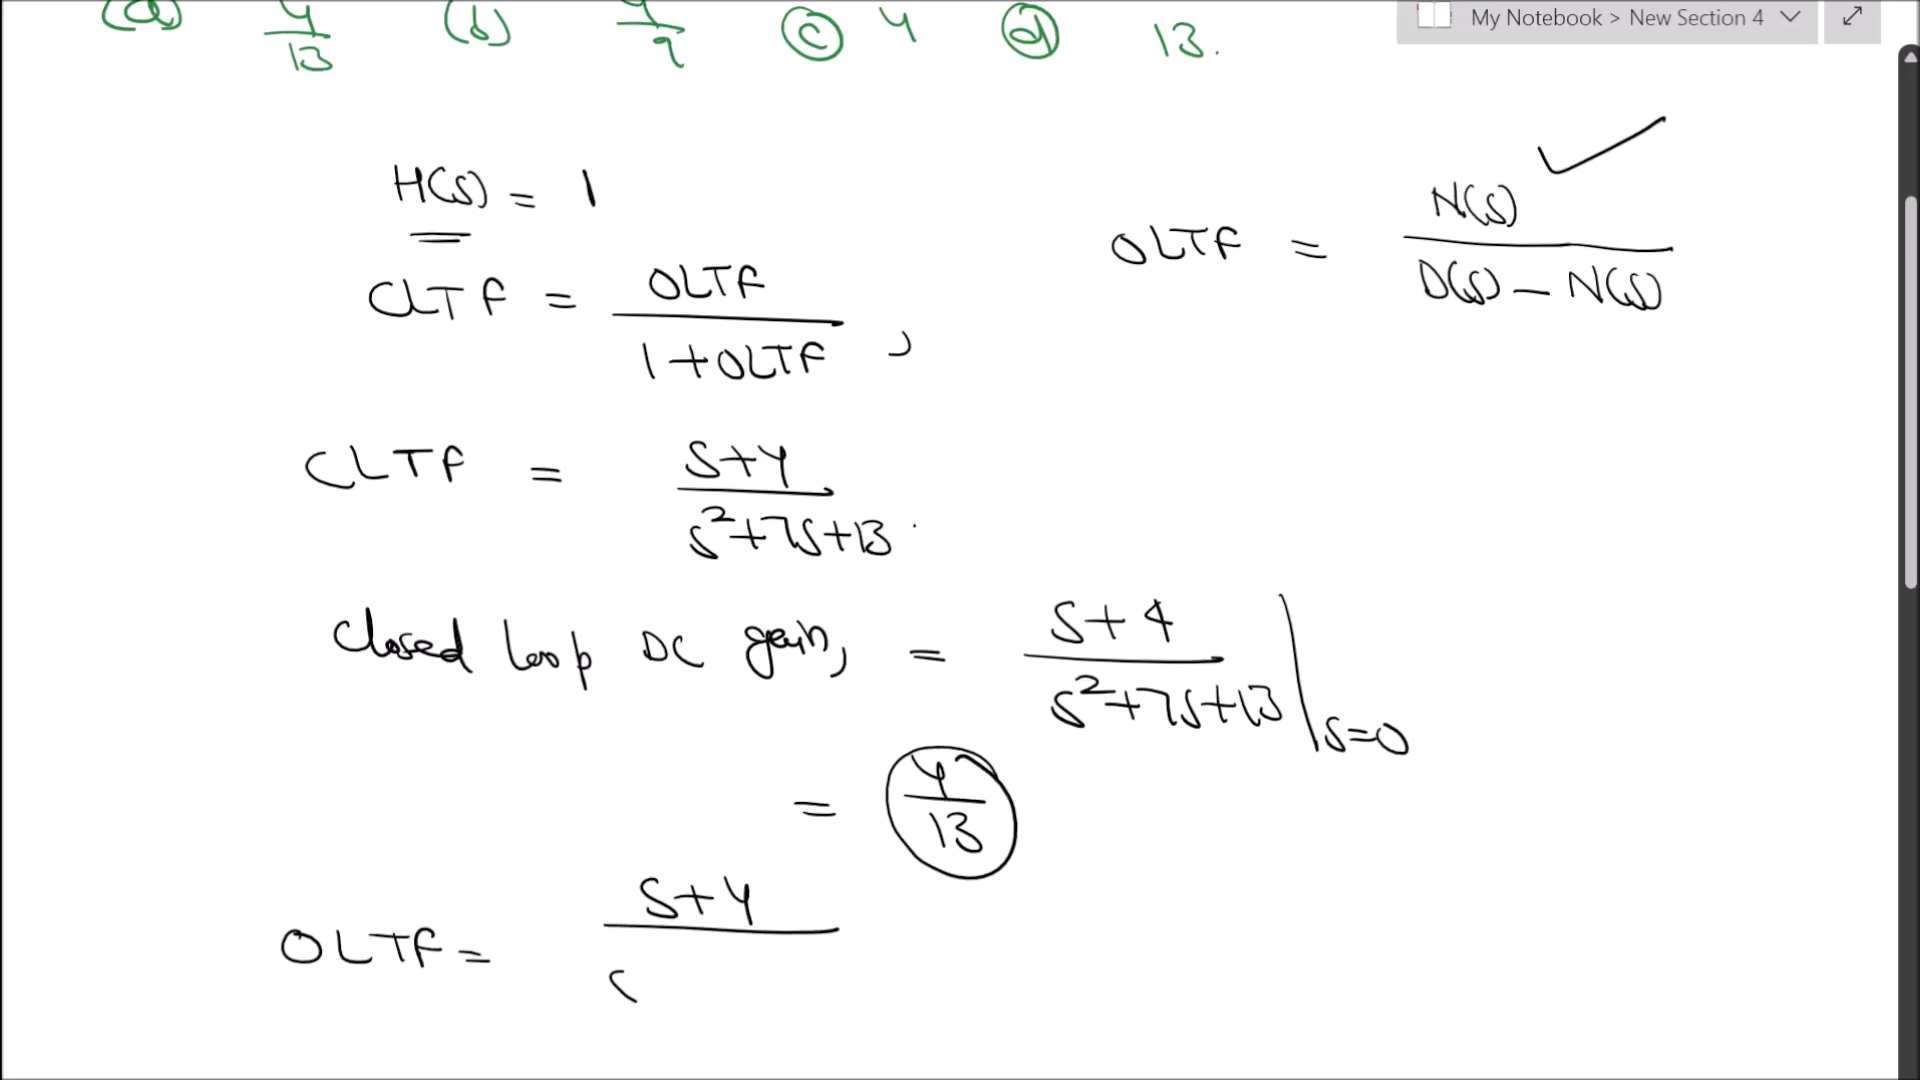 My Notebook > New Section 4
(a) 4/13 (b) 4/9 (c) 4 (d) 13.
H(S) = 1
OLTF = N(S) / D(S) - N(S)
CLTF = OLTF / 1+OLTF ,
CLTF = S+4 / S²+7S+13
Closed loop DC gain, = S+4 / S²+7S+13 | S=0
= 4/13
OLTF = S+4 / (